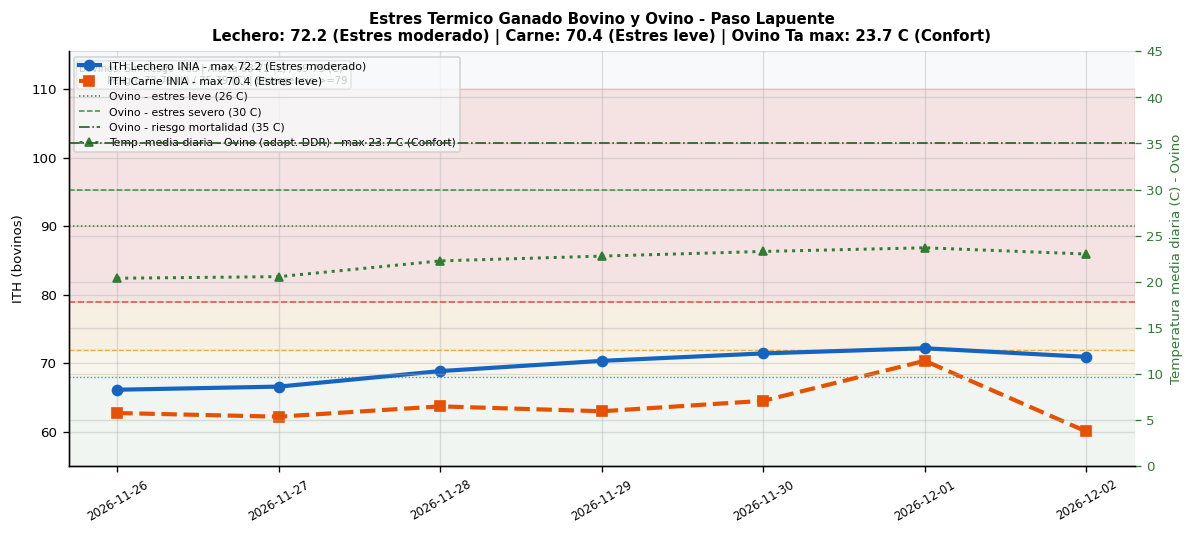 Estres Termico Ganado Bovino y Ovino - Paso Lapuente
Lechero: 72.2 (Estres moderado) | Carne: 70.4 (Estres leve) | Ovino Ta max: 23.7 C (Confort)
ITH Lechero INIA - max 72.2 (Estres moderado)
ITH Carne INIA - max 70.4 (Estres leve)
Ovino - estres leve (26 C)
Ovino - estres severo (30 C)
Ovino - riesgo mortalidad (35 C)
Temp. media diaria - Ovino (adapt. DDR) - max 23.7 C (Confort)
>=79
ITH (bovinos)
110
100
90
80
70
60
45
40
35
30
25
20
15
10
5
0
Temperatura media diaria (C) - Ovino
2026-11-26
2026-11-27
2026-11-28
2026-11-29
2026-11-30
2026-12-01
2026-12-02